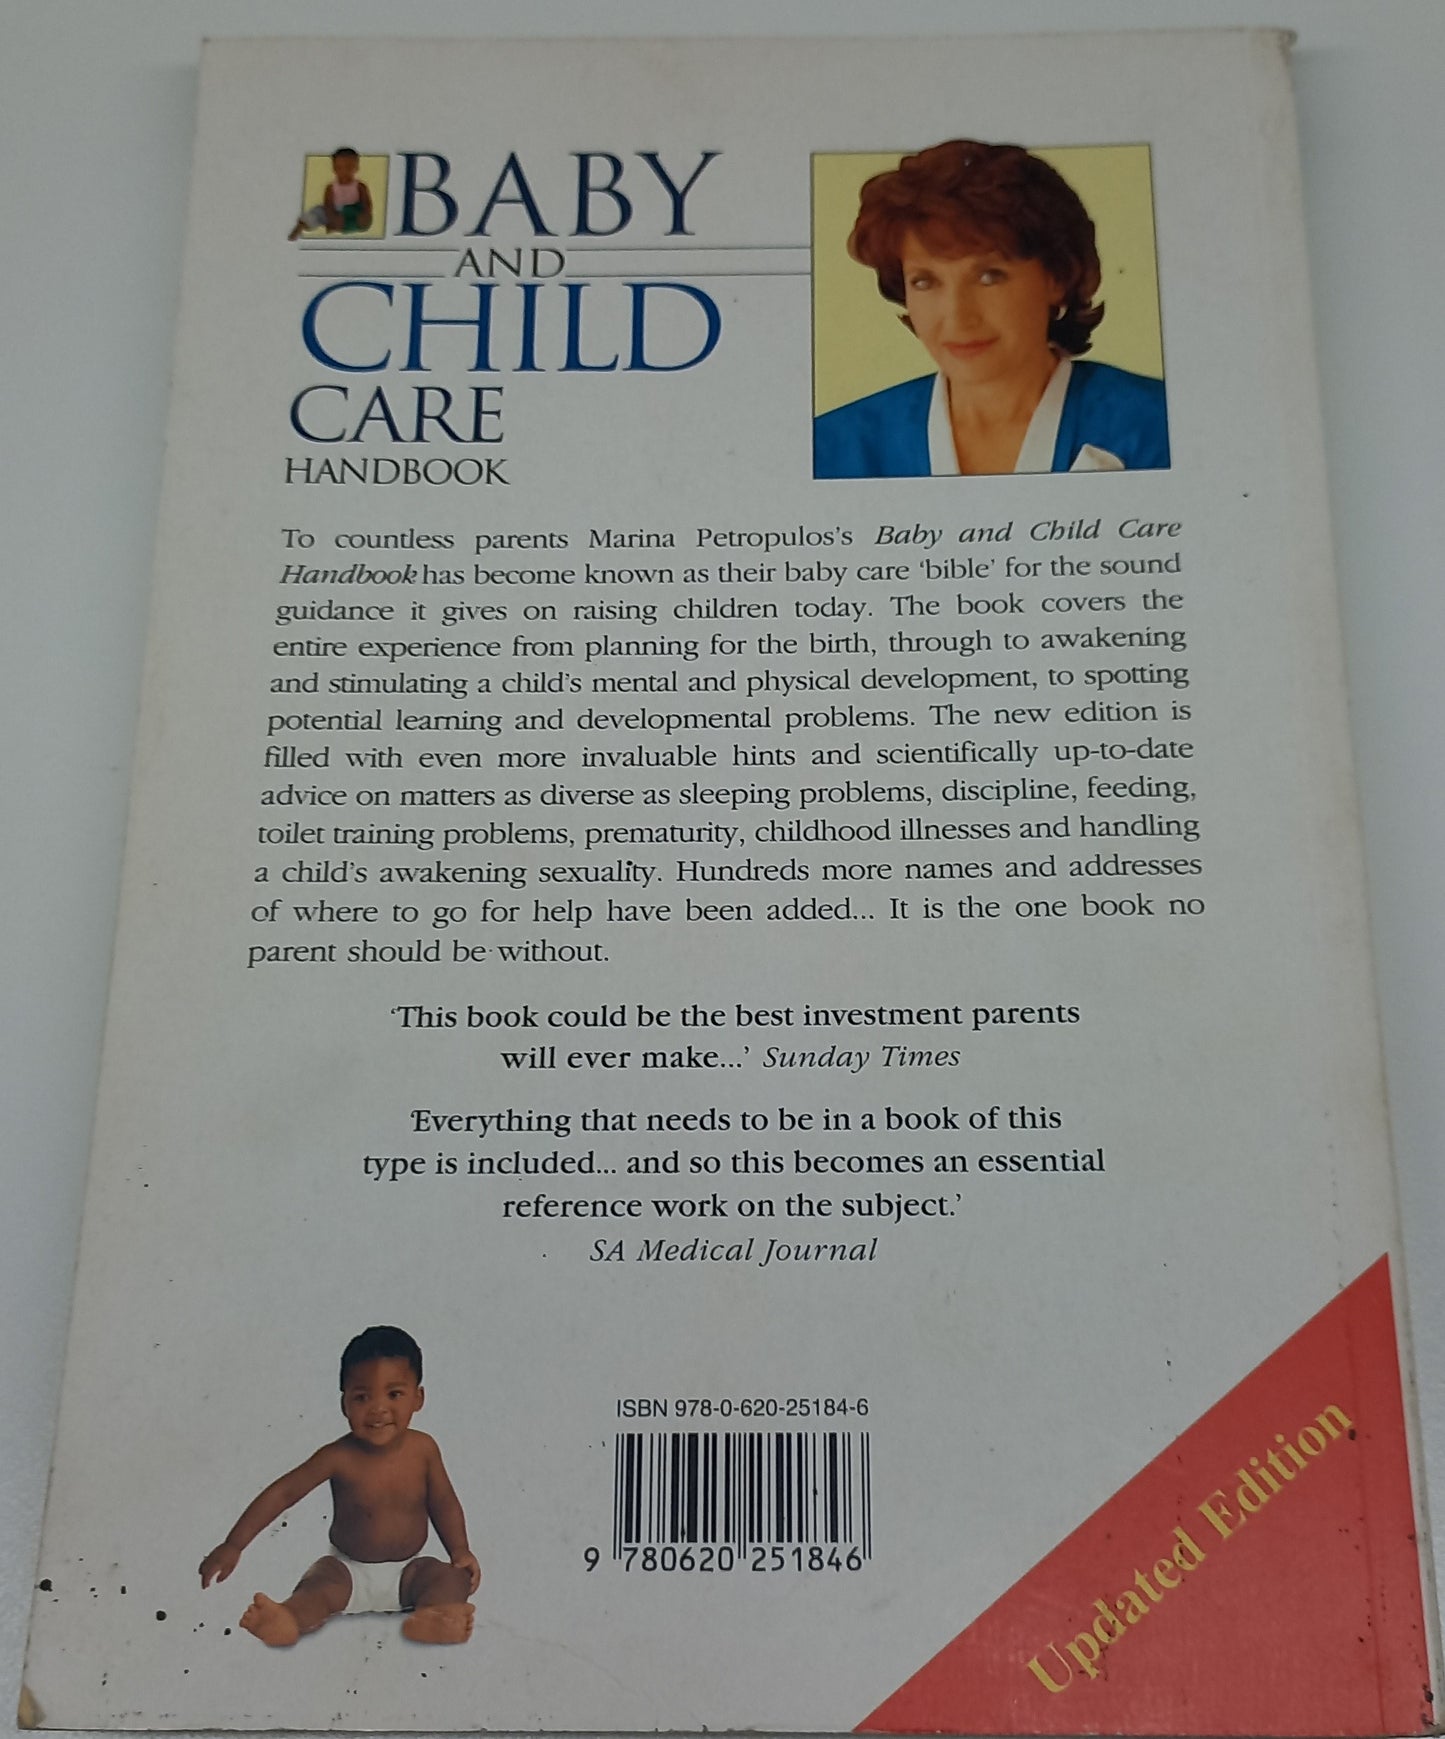 BABY
AND
CHILD
CARE
HANDBOOK
To countless parents Marina Petropulos's Baby and Child Care
Handbook has become known as their baby care ‘bible’ for the sound
guidance it gives on raising children today. The book covers the
entire experience from planning for the birth, through to awakening
and stimulating a child's mental and physical development, to spotting
potential learning and developmental problems. The new edition is
filled with even more invaluable hints and scientifically up-to-date
advice on matters as diverse as sleeping problems, discipline, feeding,
toilet training problems, prematurity, childhood illnesses and handling
a child's awakening sexuality. Hundreds more names and addresses
of where to go for help have been added... It is the one book no
parent should be without.
‘This book could be the best investment parents
will ever make...’ Sunday Times
‘Everything that needs to be in a book of this
type is included... and so this becomes an essential
reference work on the subject.’
SA Medical Journal
ISBN 978-0-620-25184-6
9 780620 251846
Updated Edition